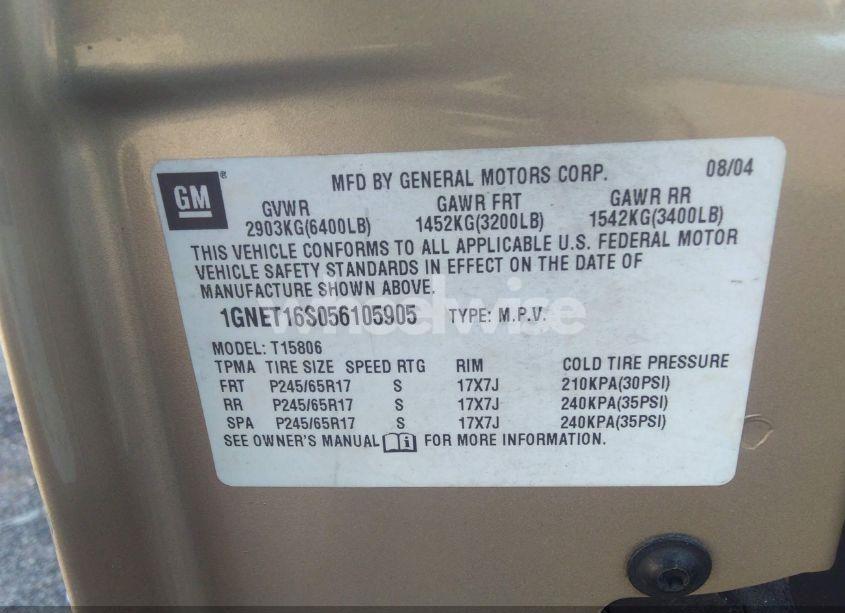 GM
MFD BY GENERAL MOTORS CORP. 08/04
GVWR GAWR FRT GAWR RR
2903KG(6400LB) 1452KG(3200LB) 1542KG(3400LB)
THIS VEHICLE CONFORMS TO ALL APPLICABLE U.S. FEDERAL MOTOR
VEHICLE SAFETY STANDARDS IN EFFECT ON THE DATE OF
MANUFACTURE SHOWN ABOVE.
wheelwise
1GNET16S056105905 TYPE: M.P.V.
MODEL: T15806
TPMA TIRE SIZE SPEED RTG RIM COLD TIRE PRESSURE
FRT P245/65R17 S 17X7J 210KPA(30PSI)
RR P245/65R17 S 17X7J 240KPA(35PSI)
SPA P245/65R17 S 17X7J 240KPA(35PSI)
SEE OWNER'S MANUAL FOR MORE INFORMATION.